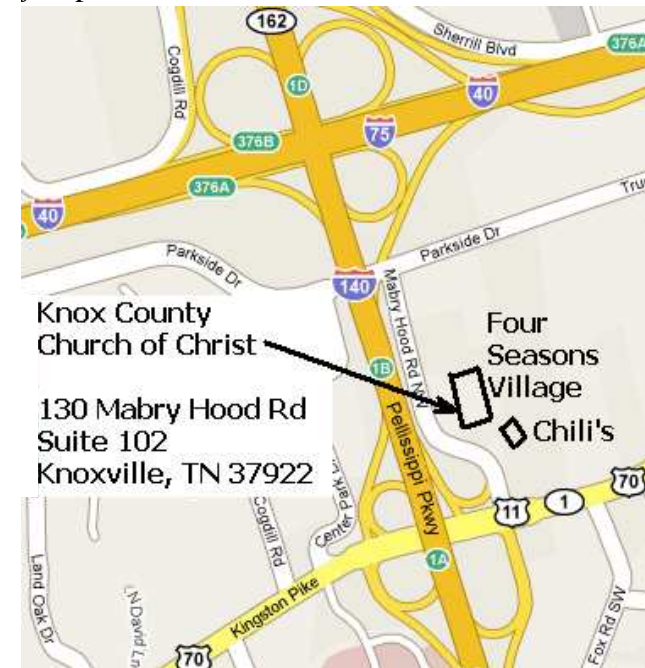 162
Sherrill Blvd
376A
Cogdill Rd
1D
40
75
376B
376A
40
Parkside Dr
Parkside Dr
140
Mabry Hood Rd NW
Knox County
Church of Christ
Four
Seasons
Village
1B
130 Mabry Hood Rd
Suite 102
Knoxville, TN 37922
Chili's
Pellissippi Pkwy
70
11
1
Center Park
Cogdill Rd
1A
Land Oak Dr
N David Ln
Kingston Pike
Fox Rd SW
70